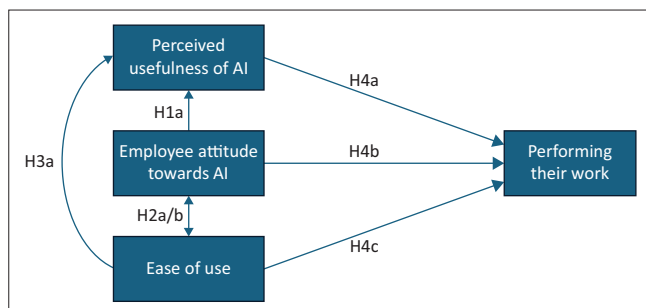 Perceived
usefulness of AI
H4a
H1a
H3a
Employee attitude
towards AI
H4b
Performing
their work
H2a/b
Ease of use
H4c